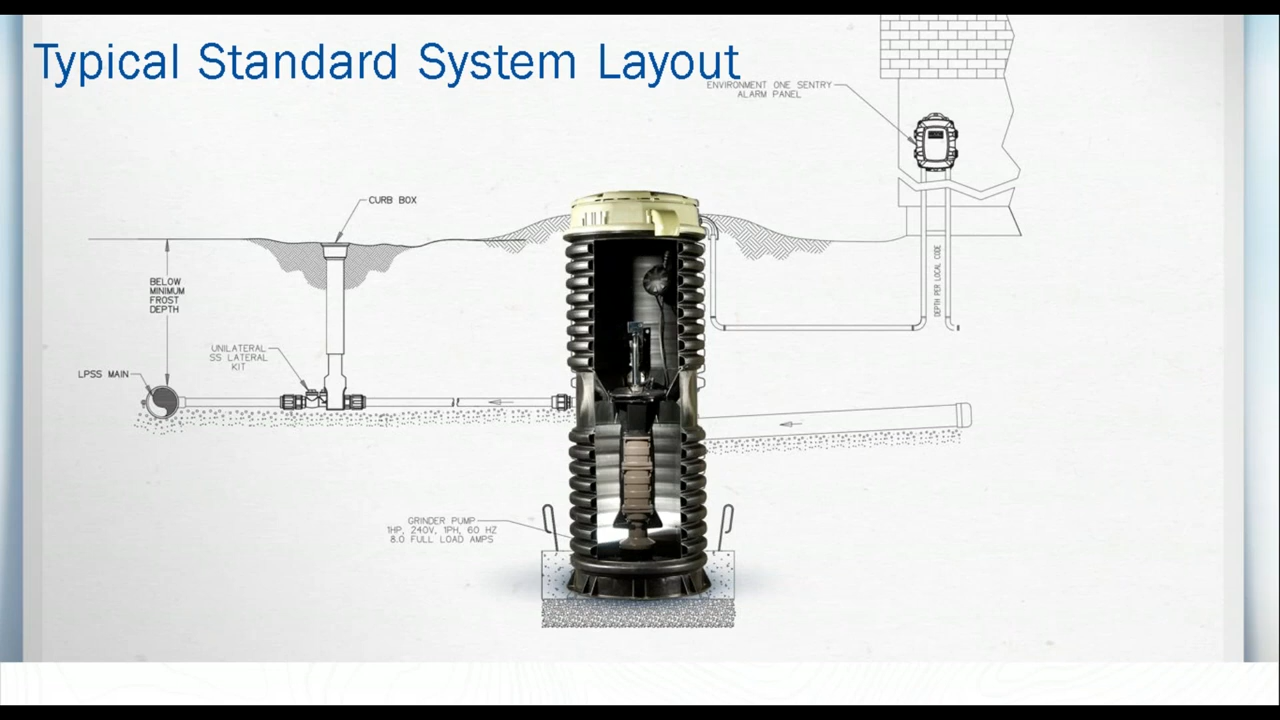 Typical Standard System Layout
ENVIRONMENT ONE SENTRY
ALARM PANEL
CURB BOX
BELOW
MINIMUM
FROST
DEPTH
DEPTH PER LOCAL CODE
UNILATERAL
SS LATERAL
KIT
LPSS MAIN
GRINDER PUMP
1HP, 240V, 1PH, 60 HZ
8.0 FULL LOAD AMPS